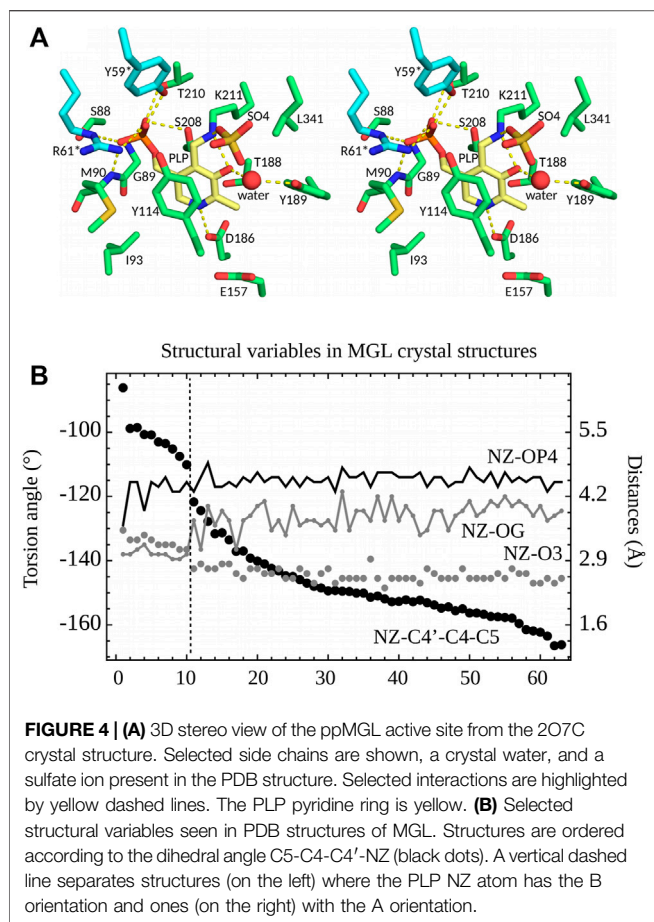 A
Y59* T210 K211 SO4 L341 S88 S208 R61* PLP T188 M90 G89 water Y189 Y114 D186 I93 E157
Y59* T210 K211 SO4 L341 S88 S208 R61* PLP T188 M90 G89 water Y189 Y114 D186 I93 E157
Structural variables in MGL crystal structures
B
Torsion angle (°)
-100
-120
-140
-160
NZ-OP4
NZ-OG
NZ-O3
NZ-C4'-C4-C5
5.5
4.2
2.9
1.6
Distances (Å)
0 10 20 30 40 50 60
FIGURE 4 | (A) 3D stereo view of the ppMGL active site from the 2O7C
crystal structure. Selected side chains are shown, a crystal water, and a
sulfate ion present in the PDB structure. Selected interactions are highlighted
by yellow dashed lines. The PLP pyridine ring is yellow. (B) Selected
structural variables seen in PDB structures of MGL. Structures are ordered
according to the dihedral angle C5-C4-C4′-NZ (black dots). A vertical dashed
line separates structures (on the left) where the PLP NZ atom has the B
orientation and ones (on the right) with the A orientation.